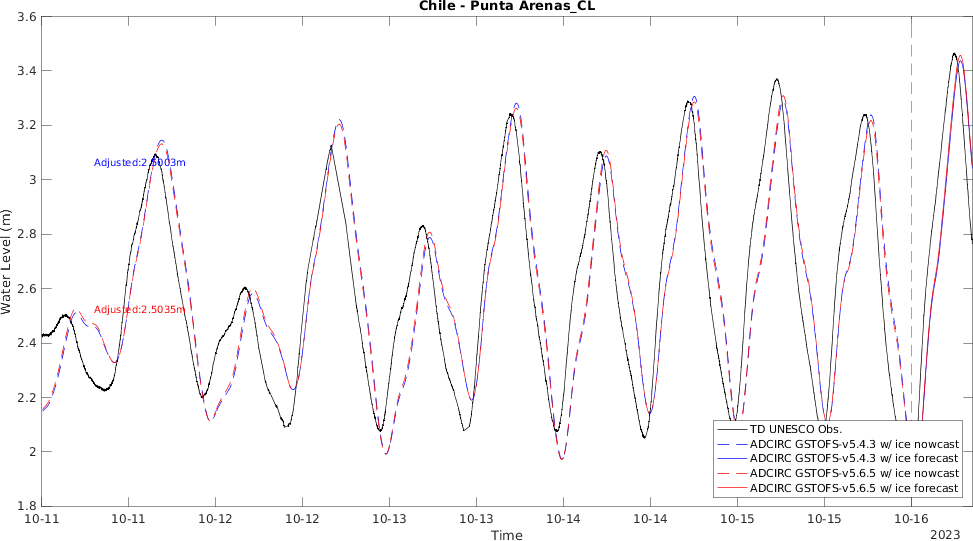 Chile - Punta Arenas_CL
3.6
3.4
3.2
3
2.8
2.6
2.4
2.2
2
1.8
Water Level (m)
Adjusted:2.5003m
Adjusted:2.5035m
TD UNESCO Obs.
ADCIRC GSTOFS-v5.4.3 w/ ice nowcast
ADCIRC GSTOFS-v5.4.3 w/ ice forecast
ADCIRC GSTOFS-v5.6.5 w/ ice nowcast
ADCIRC GSTOFS-v5.6.5 w/ ice forecast
10-11 10-11 10-12 10-12 10-13 10-13 10-14 10-14 10-15 10-15 10-16
Time
2023